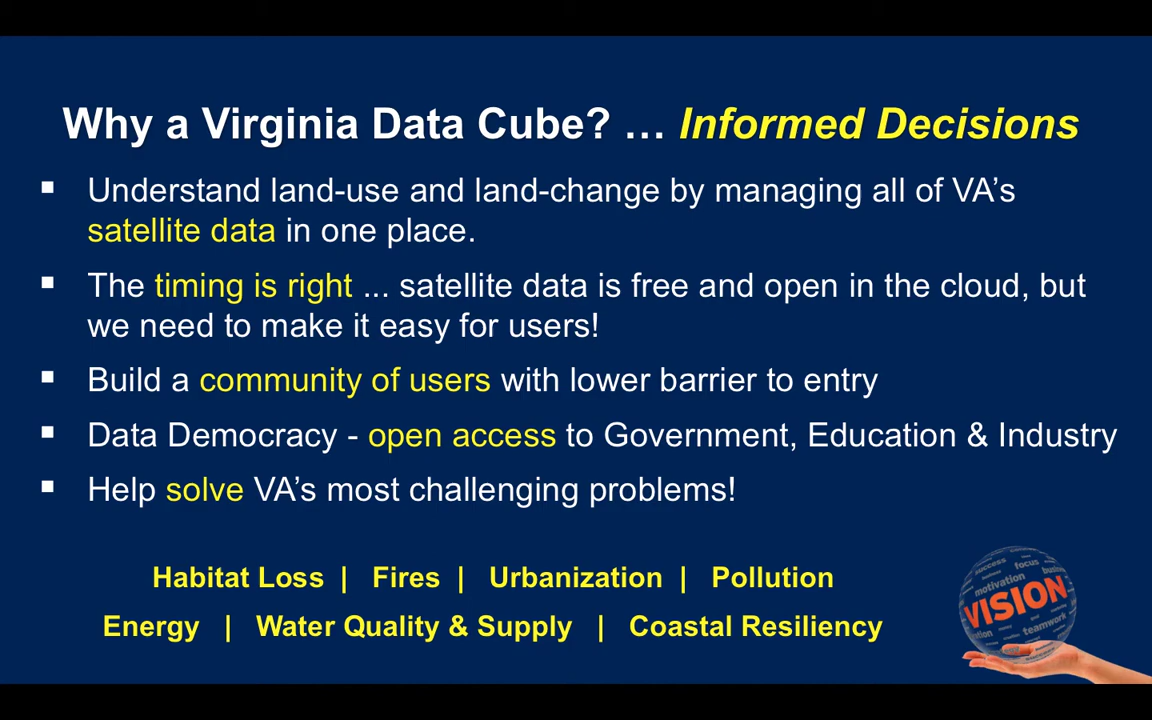 Why a Virginia Data Cube? … Informed Decisions
▪ Understand land-use and land-change by managing all of VA’s
satellite data in one place.
▪ The timing is right ... satellite data is free and open in the cloud, but
we need to make it easy for users!
▪ Build a community of users with lower barrier to entry
▪ Data Democracy - open access to Government, Education & Industry
▪ Help solve VA’s most challenging problems!
Habitat Loss | Fires | Urbanization | Pollution
Energy | Water Quality & Supply | Coastal Resiliency
success
focus
motivation
VISION
teamwork